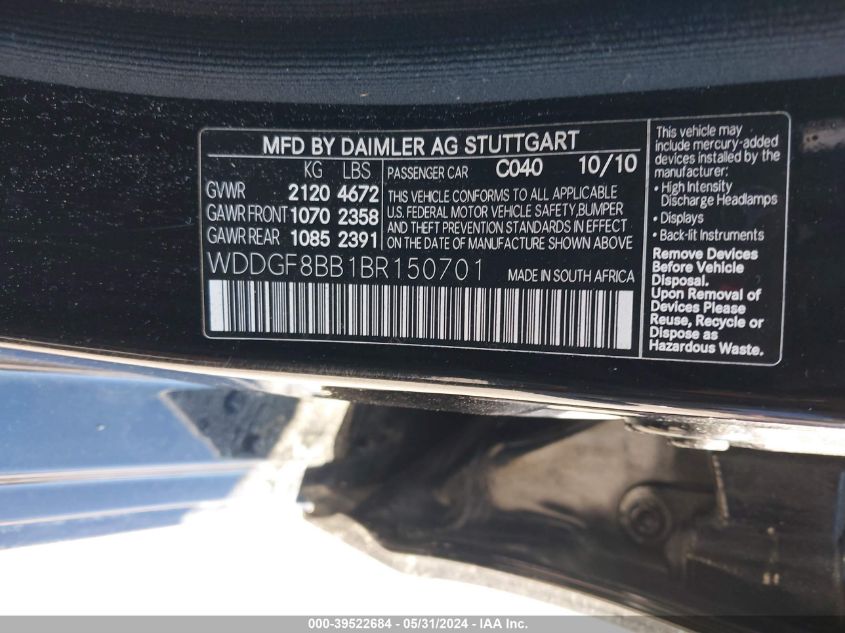 MFD BY DAIMLER AG STUTTGART
KG LBS
GVWR 2120 4672
GAWR FRONT 1070 2358
GAWR REAR 1085 2391
PASSENGER CAR C040 10/10
THIS VEHICLE CONFORMS TO ALL APPLICABLE
U.S. FEDERAL MOTOR VEHICLE SAFETY,BUMPER
AND THEFT PREVENTION STANDARDS IN EFFECT
ON THE DATE OF MANUFACTURE SHOWN ABOVE
WDDGF8BB1BR150701 MADE IN SOUTH AFRICA
This vehicle may
include mercury-added
devices installed by the
manufacturer:
• High Intensity
Discharge Headlamps
• Displays
• Back-lit Instruments
Remove Devices
Before Vehicle
Disposal.
Upon Removal of
Devices Please
Reuse, Recycle or
Dispose as
Hazardous Waste.
000-39522684 - 05/31/2024 - IAA Inc.